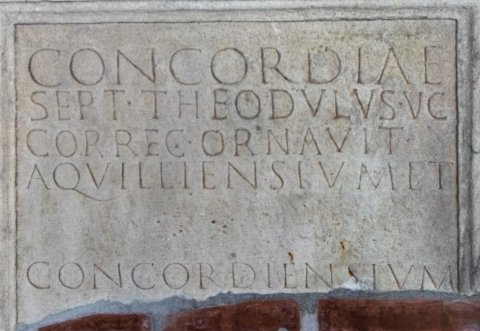 CONCORDIAE
SEPT·THEODVLVS·VC
CORREC·ORNAVIT
AQVILEIENSIVM ET
CONCORDIENSIVM